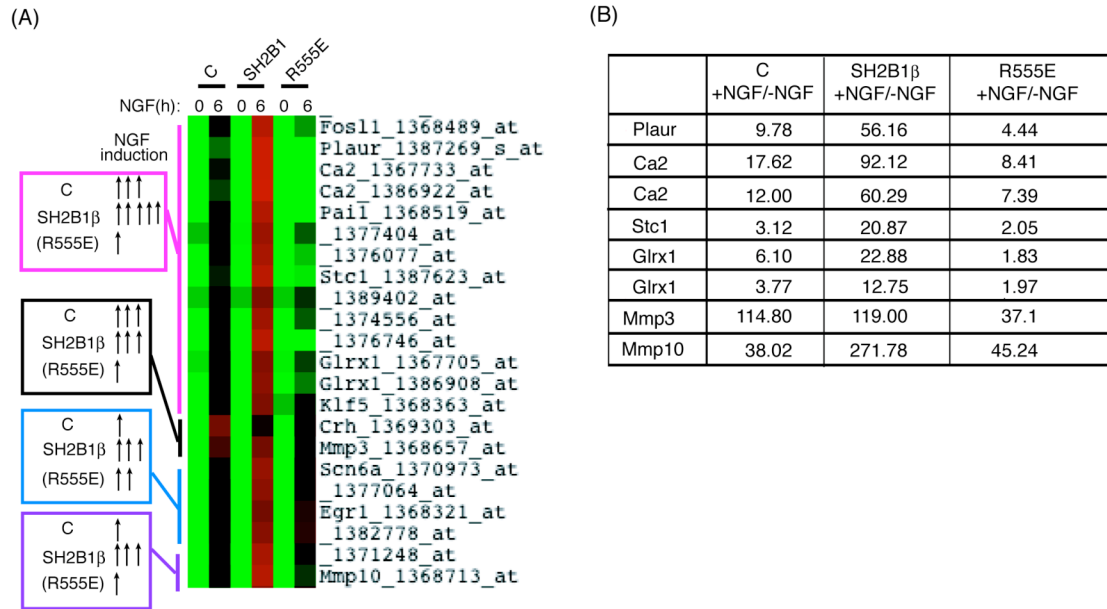 (A)
C SH2B1 R555E
NGF(h): 0 6 0 6 0 6
NGF
induction
C ↑↑↑
SH2B1β ↑↑↑↑↑
(R555E) ↑
C ↑↑↑
SH2B1β ↑↑↑
(R555E) ↑
C ↑
SH2B1β ↑↑↑
(R555E) ↑↑
C ↑
SH2B1β ↑↑↑
(R555E) ↑
Fosl1_1368489_at
Plaur_1387269_s_at
Ca2_1367733_at
Ca2_1386922_at
Pai1_1368519_at
_1377404_at
_1376077_at
Stc1_1387623_at
_1389402_at
_1374556_at
_1376746_at
Glrx1_1367705_at
Glrx1_1386908_at
Klf5_1368363_at
Crh_1369303_at
Mmp3_1368657_at
Scn6a_1370973_at
_1377064_at
Egr1_1368321_at
_1382778_at
_1371248_at
Mmp10_1368713_at
(B)
C SH2B1β R555E
+NGF/-NGF +NGF/-NGF +NGF/-NGF
Plaur 9.78 56.16 4.44
Ca2 17.62 92.12 8.41
Ca2 12.00 60.29 7.39
Stc1 3.12 20.87 2.05
Glrx1 6.10 22.88 1.83
Glrx1 3.77 12.75 1.97
Mmp3 114.80 119.00 37.1
Mmp10 38.02 271.78 45.24